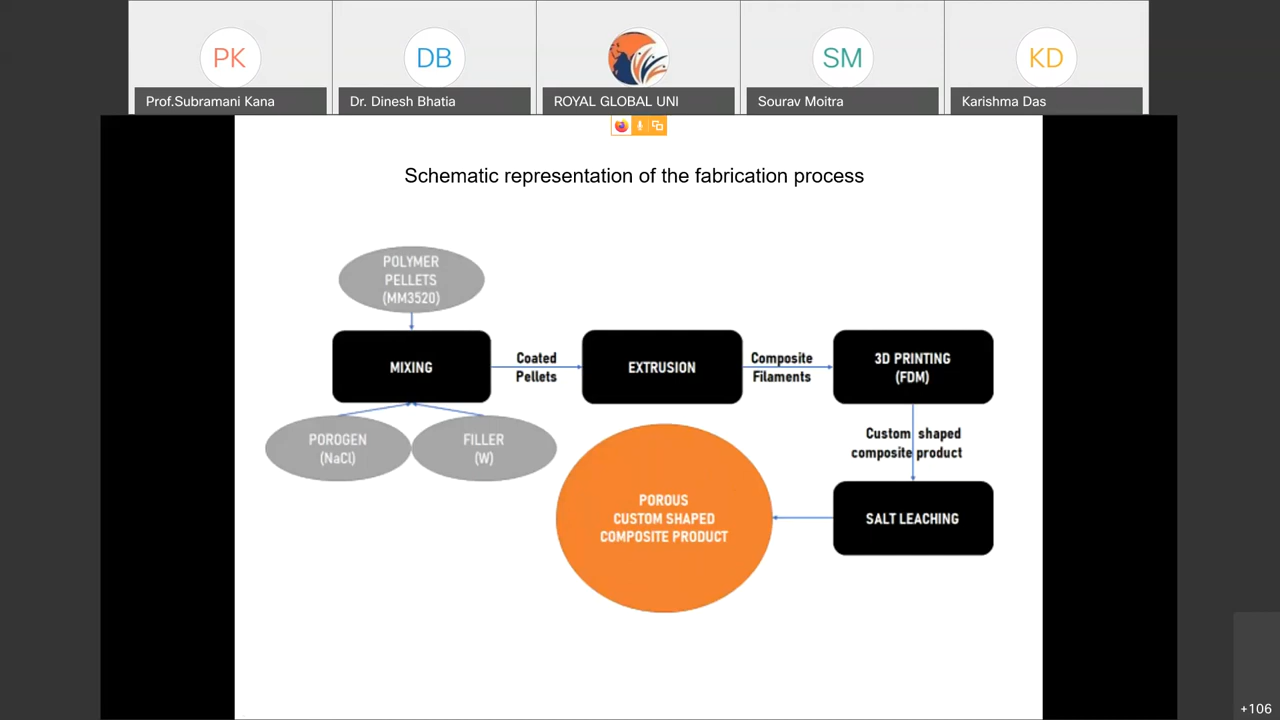 PK
DB
SM
KD
Prof.Subramani Kana
Dr. Dinesh Bhatia
ROYAL GLOBAL UNI
Sourav Moitra
Karishma Das
Schematic representation of the fabrication process
POLYMER
PELLETS
(MM3520)
MIXING
Coated
Pellets
EXTRUSION
Composite
Filaments
3D PRINTING
(FDM)
POROGEN
(NaCl)
FILLER
(W)
Custom shaped
composite product
SALT LEACHING
POROUS
CUSTOM SHAPED
COMPOSITE PRODUCT
+106